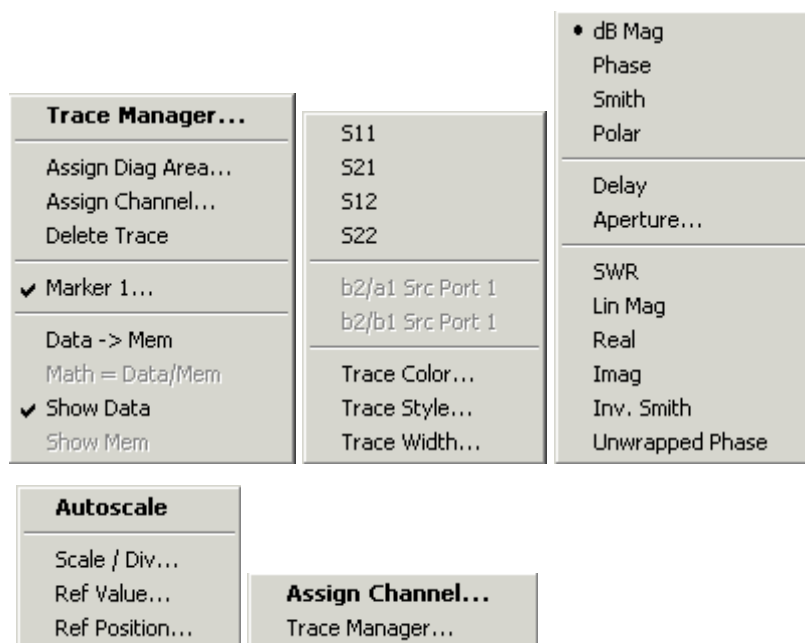 Trace Manager...
Assign Diag Area...
Assign Channel...
Delete Trace
Marker 1...
Data -> Mem
Math = Data/Mem
Show Data
Show Mem
S11
S21
S12
S22
b2/a1 Src Port 1
b2/b1 Src Port 1
Trace Color...
Trace Style...
Trace Width...
dB Mag
Phase
Smith
Polar
Delay
Aperture...
SWR
Lin Mag
Real
Imag
Inv. Smith
Unwrapped Phase
Autoscale
Scale / Div...
Ref Value...
Ref Position...
Assign Channel...
Trace Manager...